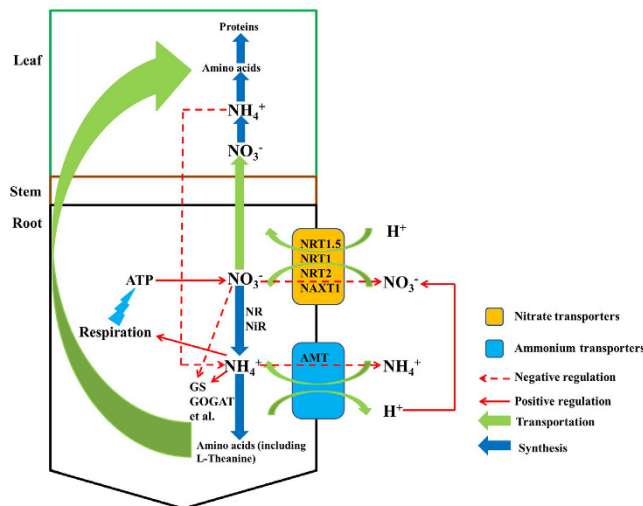 Proteins
Leaf
Amino acids
NH₄⁺
NO₃⁻
Stem
Root
H⁺
NRT1.5
NRT1
NRT2
NAXT1
ATP
NO₃⁻
NO₃⁻
NR
NiR
Respiration
NH₄⁺
AMT
NH₄⁺
GS
GOGAT
et al.
H⁺
Amino acids (including
L-Theanine)
Nitrate transporters
Ammonium transporters
Negative regulation
Positive regulation
Transportation
Synthesis